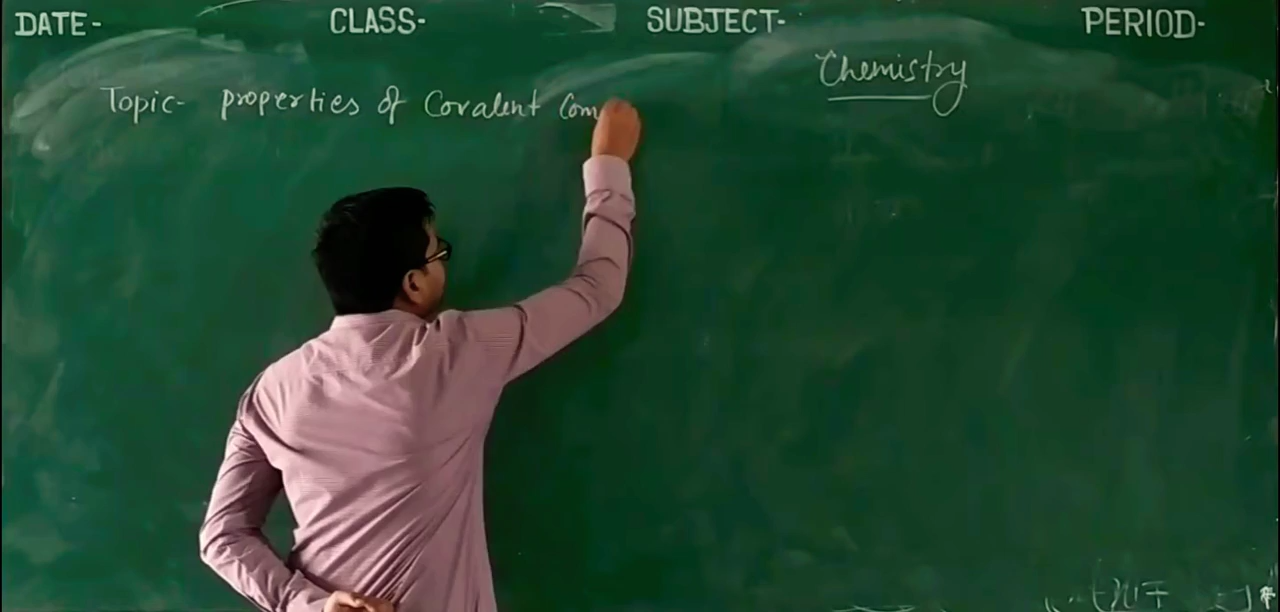 DATE- CLASS- SUBJECT- PERIOD-
Chemistry
Topic- properties of Covalent Com